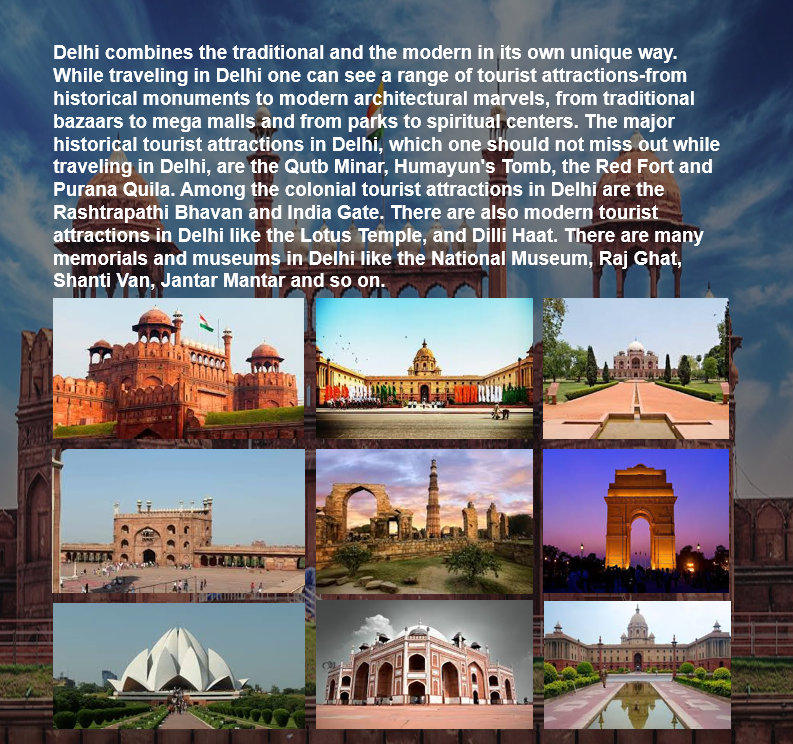 Delhi combines the traditional and the modern in its own unique way.
While traveling in Delhi one can see a range of tourist attractions-from
historical monuments to modern architectural marvels, from traditional
bazaars to mega malls and from parks to spiritual centers. The major
historical tourist attractions in Delhi, which one should not miss out while
traveling in Delhi, are the Qutb Minar, Humayun's Tomb, the Red Fort and
Purana Quila. Among the colonial tourist attractions in Delhi are the
Rashtrapathi Bhavan and India Gate. There are also modern tourist
attractions in Delhi like the Lotus Temple, and Dilli Haat. There are many
memorials and museums in Delhi like the National Museum, Raj Ghat,
Shanti Van, Jantar Mantar and so on.